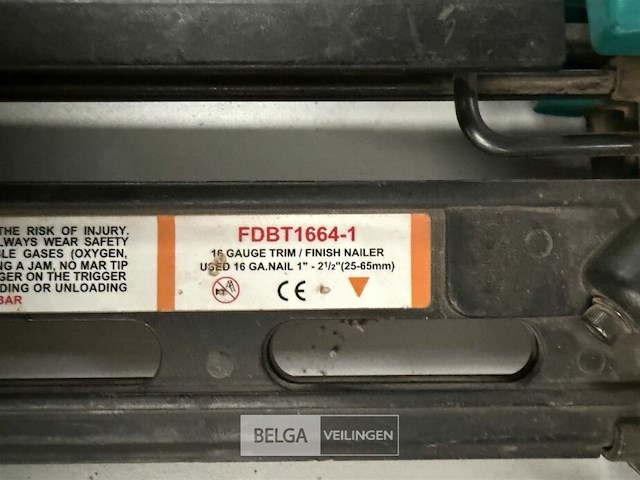 THE RISK OF INJURY.
LWAYS WEAR SAFETY
LE GASES (OXYGEN,
NG A JAM, NO MAR TIP
GER ON THE TRIGGER
DING OR UNLOADING
BAR
FDBT1664-1
16 GAUGE TRIM / FINISH NAILER
USED 16 GA.NAIL 1" - 2½"(25-65mm)
CE
BELGA VEILINGEN